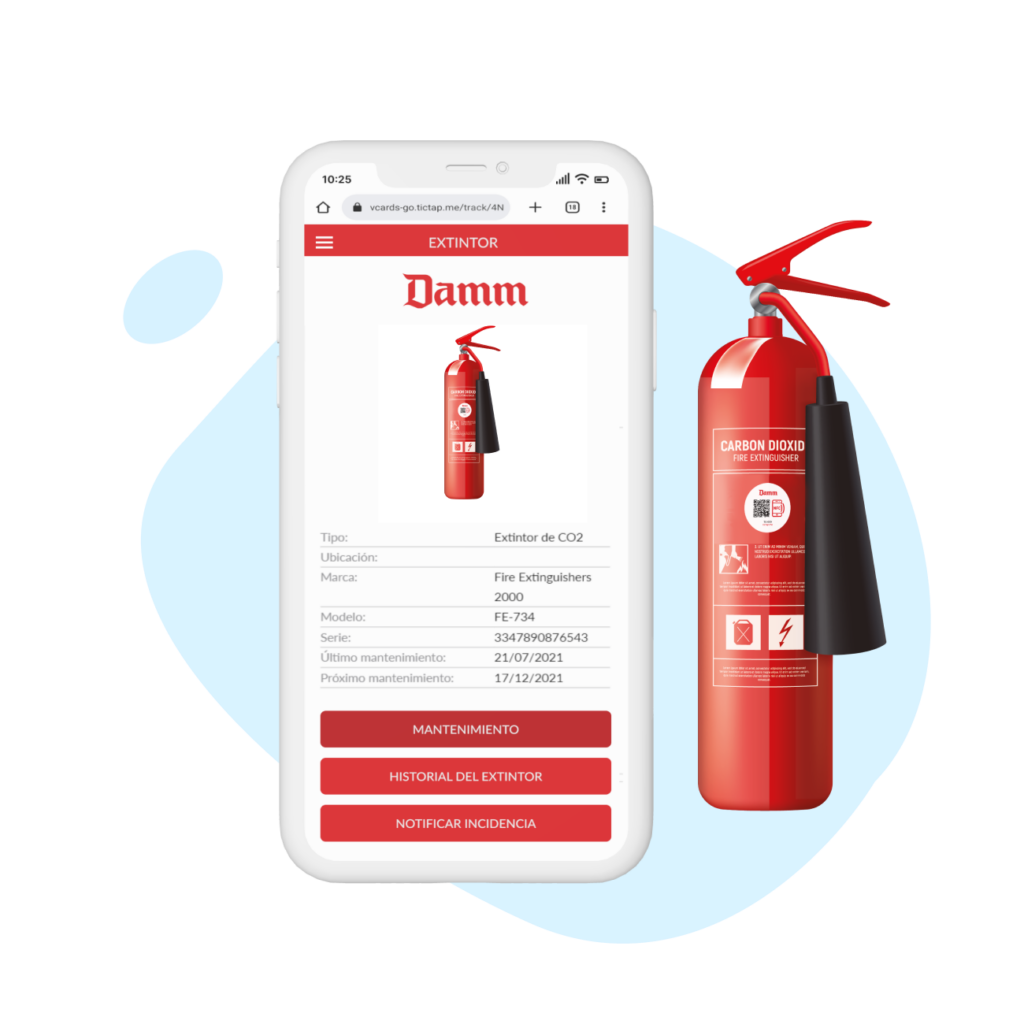 10:25
vcards-go.tictap.me/track/4N
18
EXTINTOR
Damm
Tipo: Extintor de CO2
Ubicación:
Marca: Fire Extinguishers
2000
Modelo: FE-734
Serie: 3347890876543
Último mantenimiento: 21/07/2021
Próximo mantenimiento: 17/12/2021
MANTENIMIENTO
HISTORIAL DEL EXTINTOR
NOTIFICAR INCIDENCIA
CARBON DIOXID
FIRE EXTINGUISHER
Damm